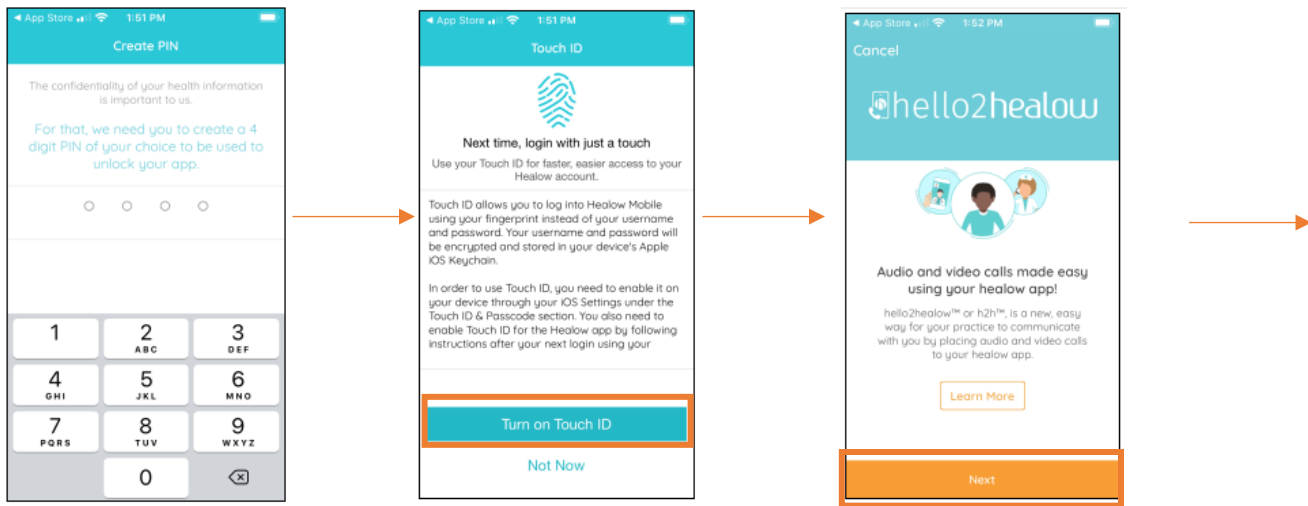 App Store 1:51 PM
Create PIN
The confidentiality of your health information
is important to us.
For that, we need you to create a 4
digit PIN of your choice to be used to
unlock your app.
1
2
ABC
3
DEF
4
GHI
5
JKL
6
MNO
7
PQRS
8
TUV
9
WXYZ
0
App Store 1:51 PM
Touch ID
Next time, login with just a touch
Use your Touch ID for faster, easier access to your
Healow account.
Touch ID allows you to log into Healow Mobile
using your fingerprint instead of your username
and password. Your username and password will
be encrypted and stored in your device's Apple
iOS Keychain.
In order to use Touch ID, you need to enable it on
your device through your iOS Settings under the
Touch ID & Passcode section. You also need to
enable Touch ID for the Healow app by following
instructions after your next login using your
Turn on Touch ID
Not Now
App Store 1:52 PM
Cancel
hello2healow
Audio and video calls made easy
using your healow app!
hello2healow™ or h2h™, is a new, easy
way for your practice to communicate
with you by placing audio and video calls
to your healow app.
Learn More
Next